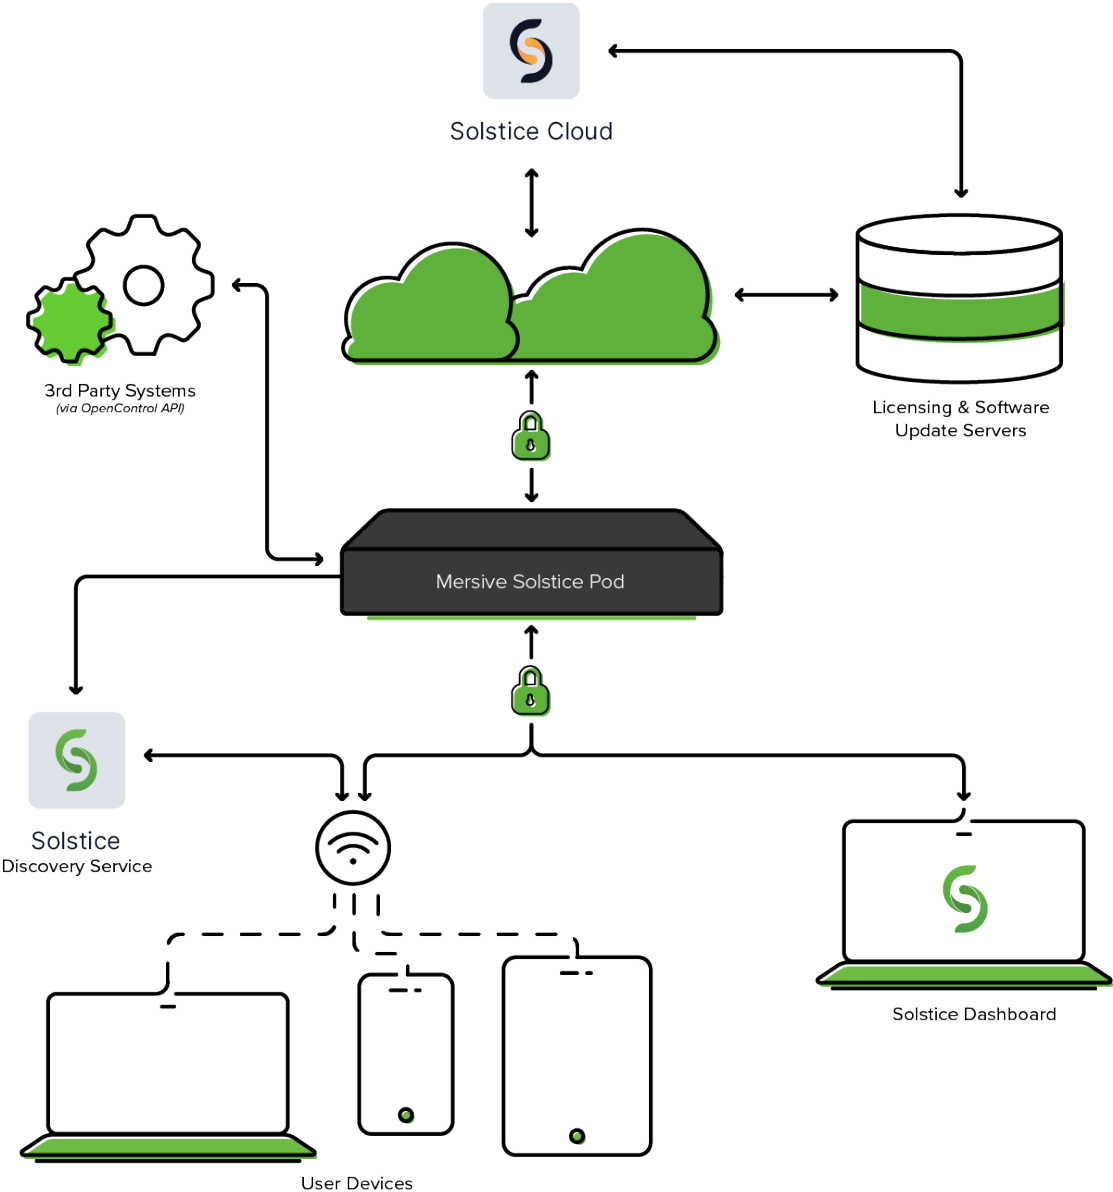 Solstice Cloud
3rd Party Systems
(via OpenControl API)
Licensing & Software
Update Servers
Mersive Solstice Pod
Solstice
Discovery Service
Solstice Dashboard
User Devices